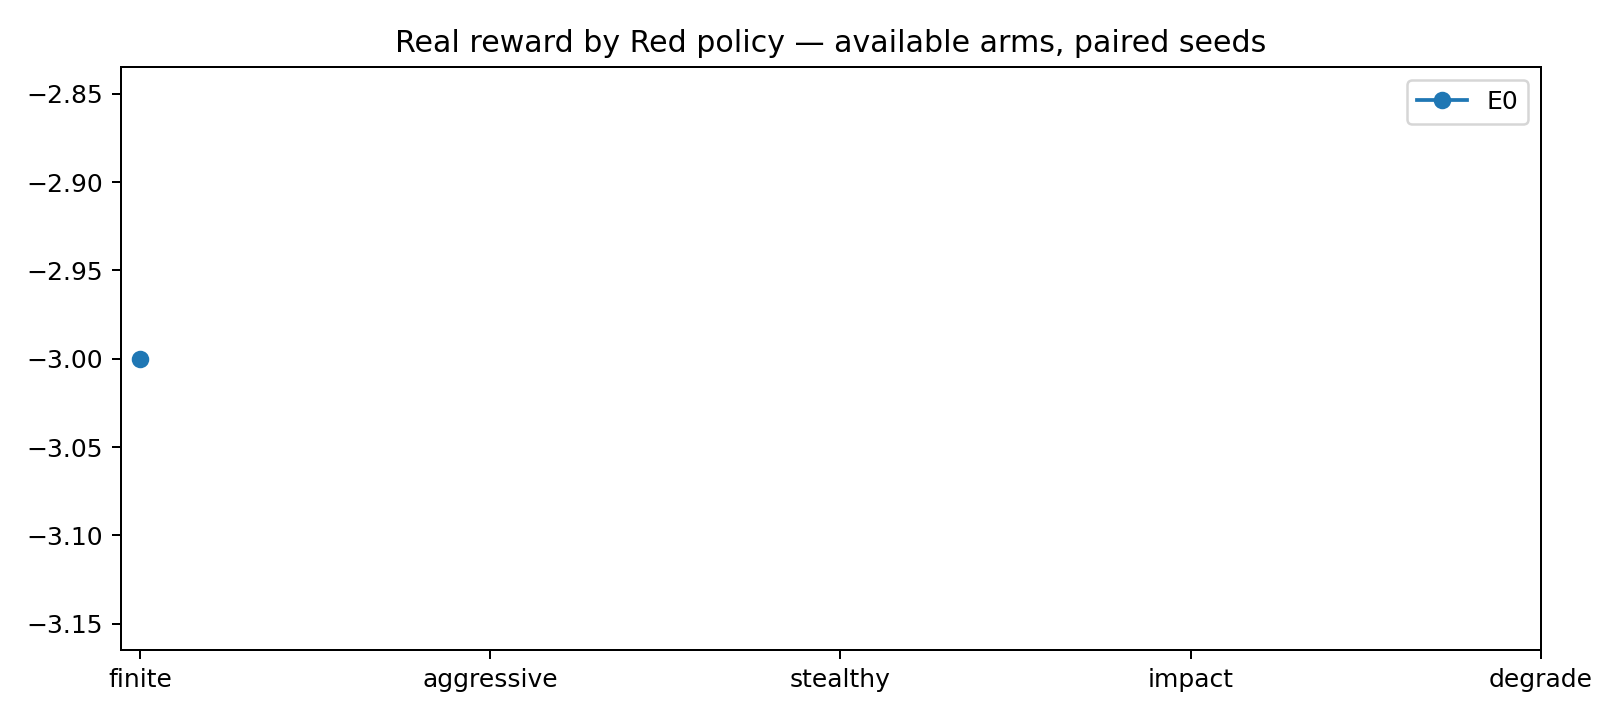 Real reward by Red policy — available arms, paired seeds
E0
−2.85
−2.90
−2.95
−3.00
−3.05
−3.10
−3.15
finite aggressive stealthy impact degrade